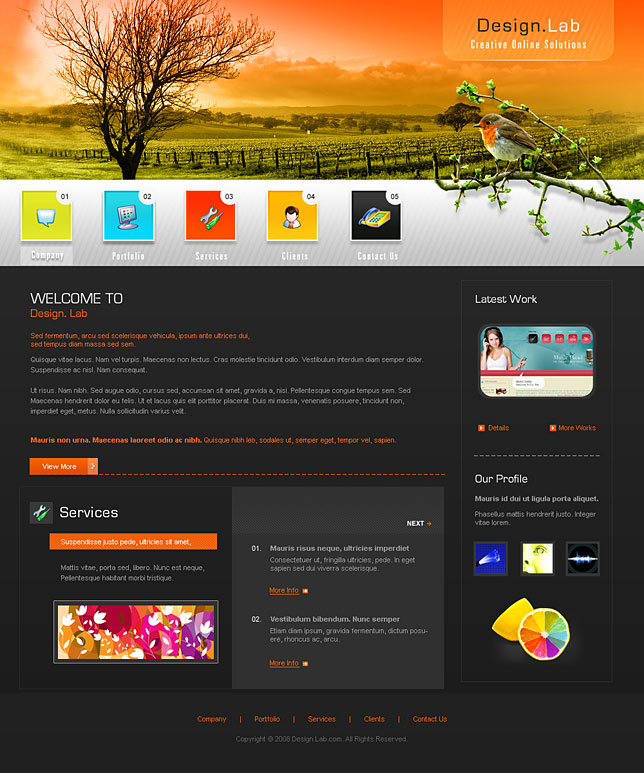 Design.Lab
Creative Online Solutions
01
02
03
04
05
Company
Portfolio
Services
Clients
Contact Us
WELCOME TO
Design. Lab
Sed fermentum, arcu sed scelerisque vehicula, ipsum ante ultrices dui,
sed tempus diam massa sed sem.
Quisque vitae lacus. Nam vel turpis. Maecenas non lectus. Cras molestie tincidunt odio. Vestibulum interdum diam semper dolor.
Suspendisse ac nisl. Nam consequat.
Ut risus. Nam nibh. Sed augue odio, cursus sed, accumsan sit amet, gravida a, nisi. Pellentesque congue tempus sem. Sed
Maecenas hendrerit dolor eu felis. Ut et lacus quis elit porttitor placerat. Duis mi massa, venenatis posuere, tincidunt non,
imperdiet eget, metus. Nulla sollicitudin varius velit.
Mauris non urna. Maecenas laoreet odio ac nibh. Quisque nibh leo, sodales ut, semper eget, tempor vel, sapien.
View More
Services
Suspendisse justo pede, ultricies sit amet,
Mattis vitae, porta sed, libero. Nunc est neque,
Pellentesque habitant morbi tristique.
NEXT
01. Mauris risus neque, ultricies imperdiet
Consectetuer ut, fringilla ultricies, pede. In eget
sapien sed dui viverra scelerisque.
More Info
02. Vestibulum bibendum. Nunc semper
Etiam diam ipsum, gravida fermentum, dictum posu-
ere, rhoncus ac, arcu.
More Info
Latest Work
Details
More Works
Our Profile
Mauris id dui ut ligula porta aliquet.
Phasellus mattis hendrerit justo. Integer
vitae lorem.
Company | Portfolio | Services | Clients | Contact Us
Copyright © 2008 Design.Lab.com. All Rights Reserved.